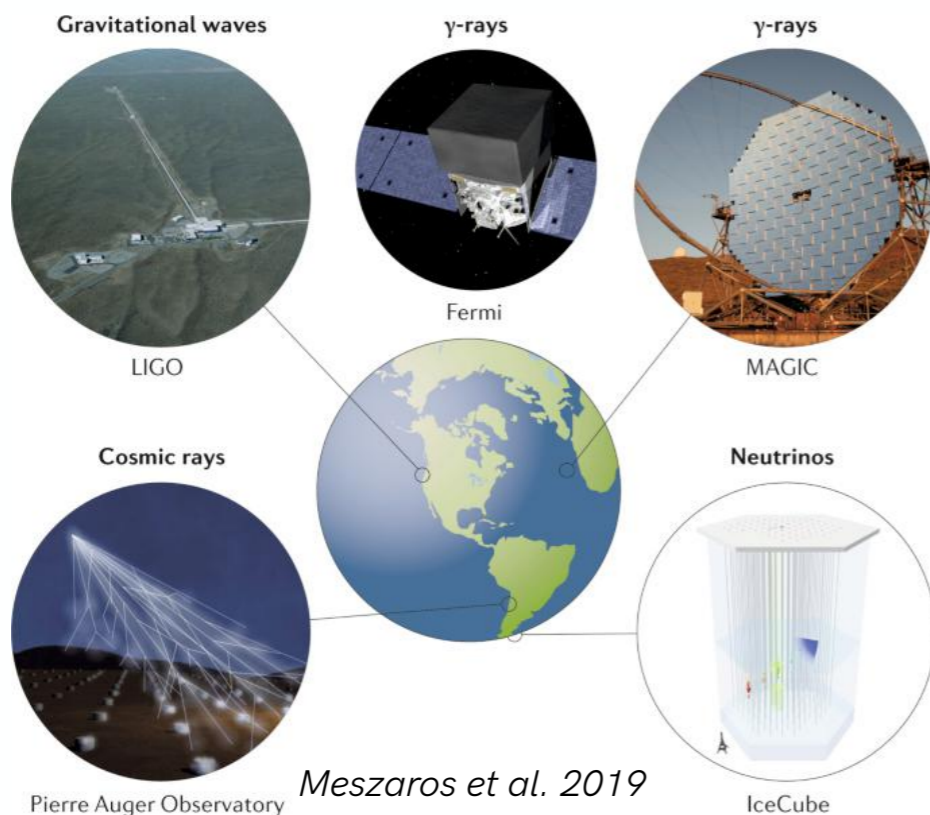 Gravitational waves
γ-rays
γ-rays
LIGO
Fermi
MAGIC
Cosmic rays
Neutrinos
Pierre Auger Observatory
Meszaros et al. 2019
IceCube